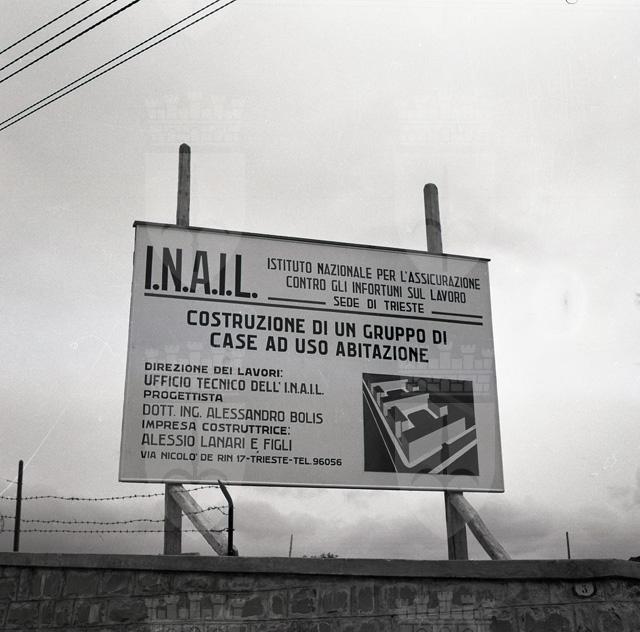 I.N.A.I.L.
ISTITUTO NAZIONALE PER L'ASSICURAZIONE
CONTRO GLI INFORTUNI SUL LAVORO
SEDE DI TRIESTE
COSTRUZIONE DI UN GRUPPO DI
CASE AD USO ABITAZIONE
DIREZIONE DEI LAVORI:
UFFICIO TECNICO DELL' I.N.A.I.L.
PROGETTISTA
DOTT. ING. ALESSANDRO BOLIS
IMPRESA COSTRUTTRICE:
ALESSIO LANARI E FIGLI
VIA NICOLO' DE RIN 17-TRIESTE-TEL.96056
3